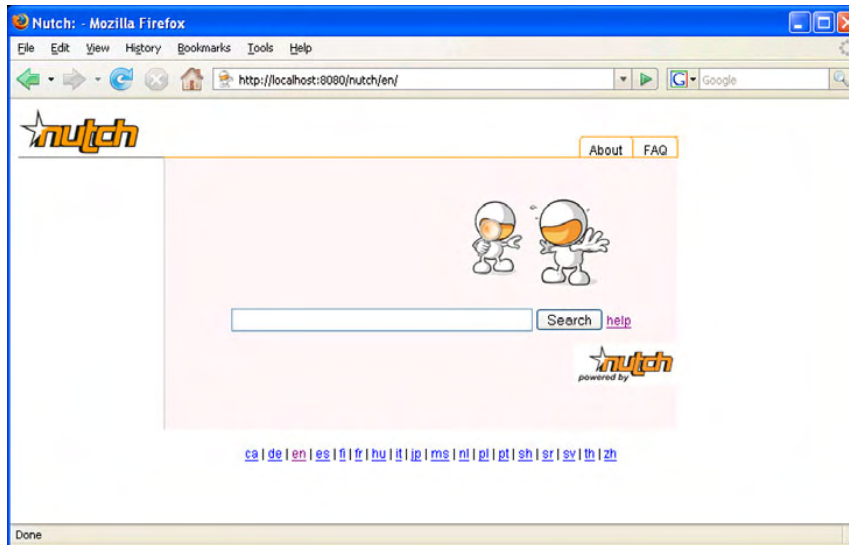 Nutch: - Mozilla Firefox
File Edit View History Bookmarks Tools Help
http://localhost:8080/nutch/en/ G Google
nutch
About FAQ
Search help
nutch
powered by
ca | de | en | es | fi | fr | hu | it | jp | ms | nl | pl | pt | sh | sr | sv | th | zh
Done